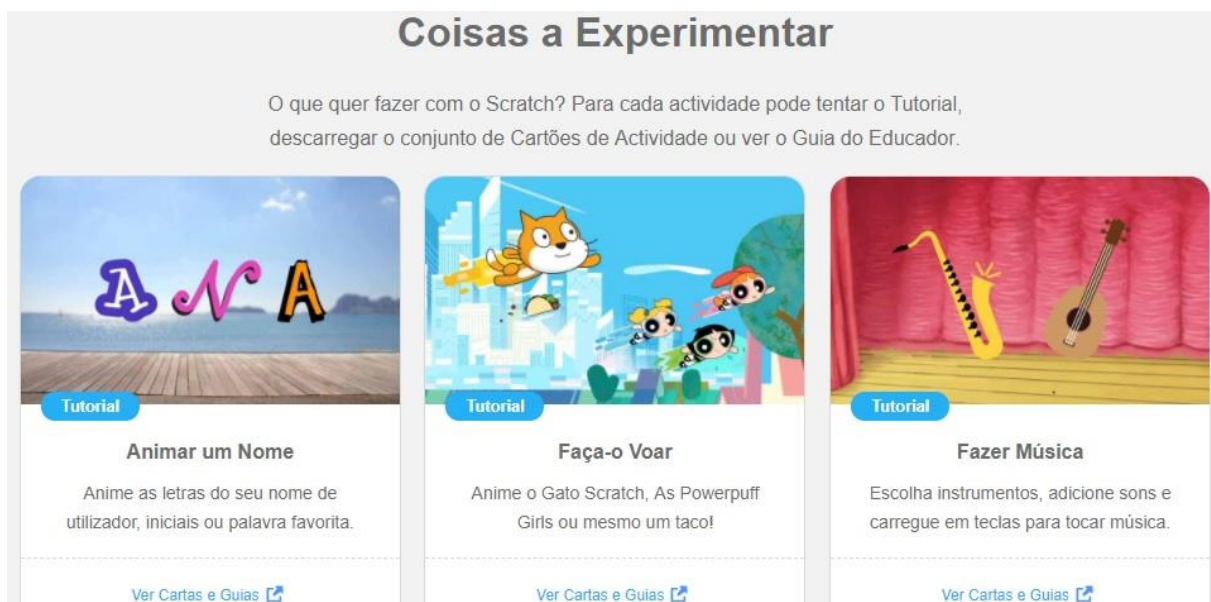 Coisas a Experimentar
O que quer fazer com o Scratch? Para cada actividade pode tentar o Tutorial,
descarregar o conjunto de Cartões de Actividade ou ver o Guia do Educador.
A N A
Tutorial
Animar um Nome
Anime as letras do seu nome de
utilizador, iniciais ou palavra favorita.
Ver Cartas e Guias
Tutorial
Faça-o Voar
Anime o Gato Scratch, As Powerpuff
Girls ou mesmo um taco!
Ver Cartas e Guias
Tutorial
Fazer Música
Escolha instrumentos, adicione sons e
carregue em teclas para tocar música.
Ver Cartas e Guias